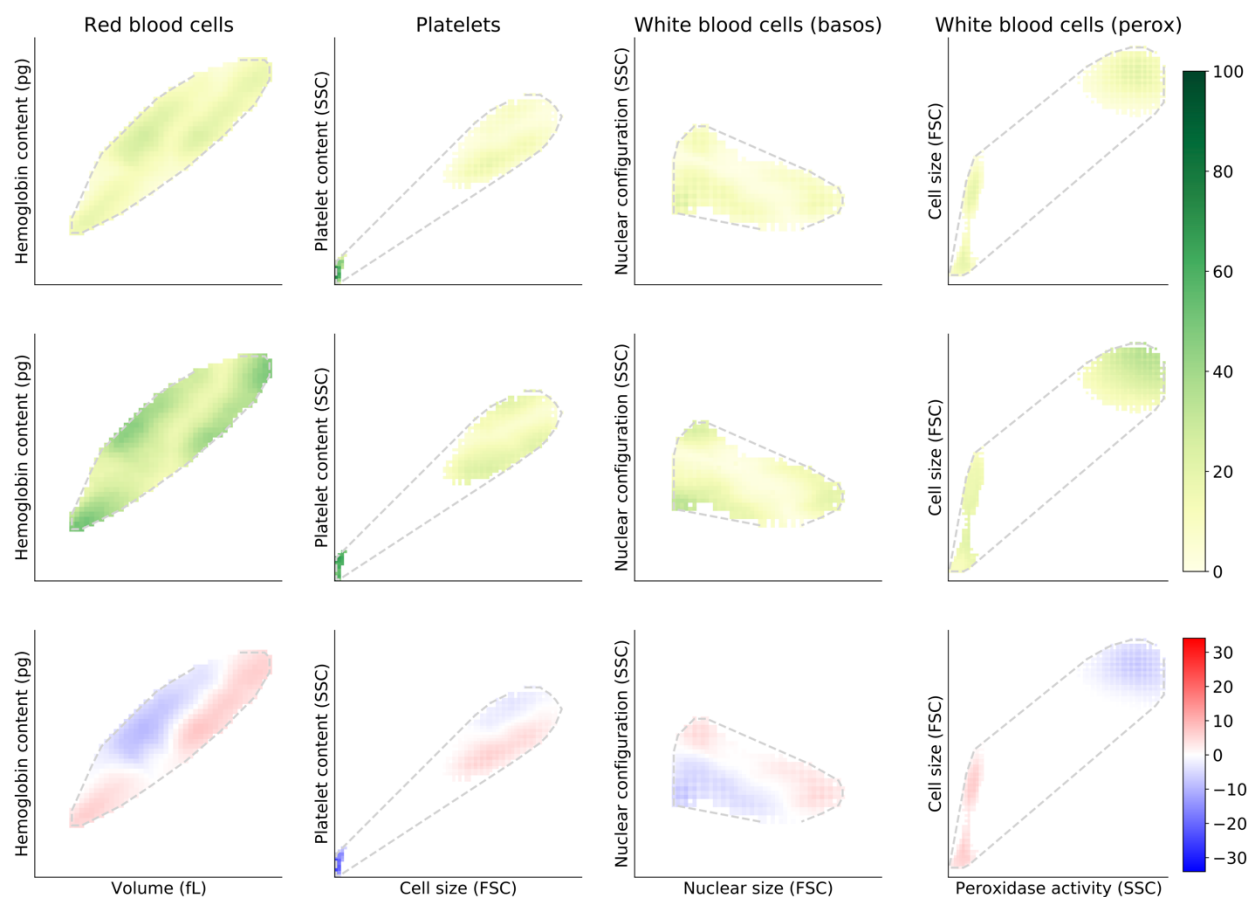 Red blood cells
Platelets
White blood cells (basos)
White blood cells (perox)
Hemoglobin content (pg)
Platelet content (SSC)
Nuclear configuration (SSC)
Cell size (FSC)
100
80
60
40
20
0
Hemoglobin content (pg)
Platelet content (SSC)
Nuclear configuration (SSC)
Cell size (FSC)
Hemoglobin content (pg)
Platelet content (SSC)
Nuclear configuration (SSC)
Cell size (FSC)
30
20
10
0
−10
−20
−30
Volume (fL)
Cell size (FSC)
Nuclear size (FSC)
Peroxidase activity (SSC)